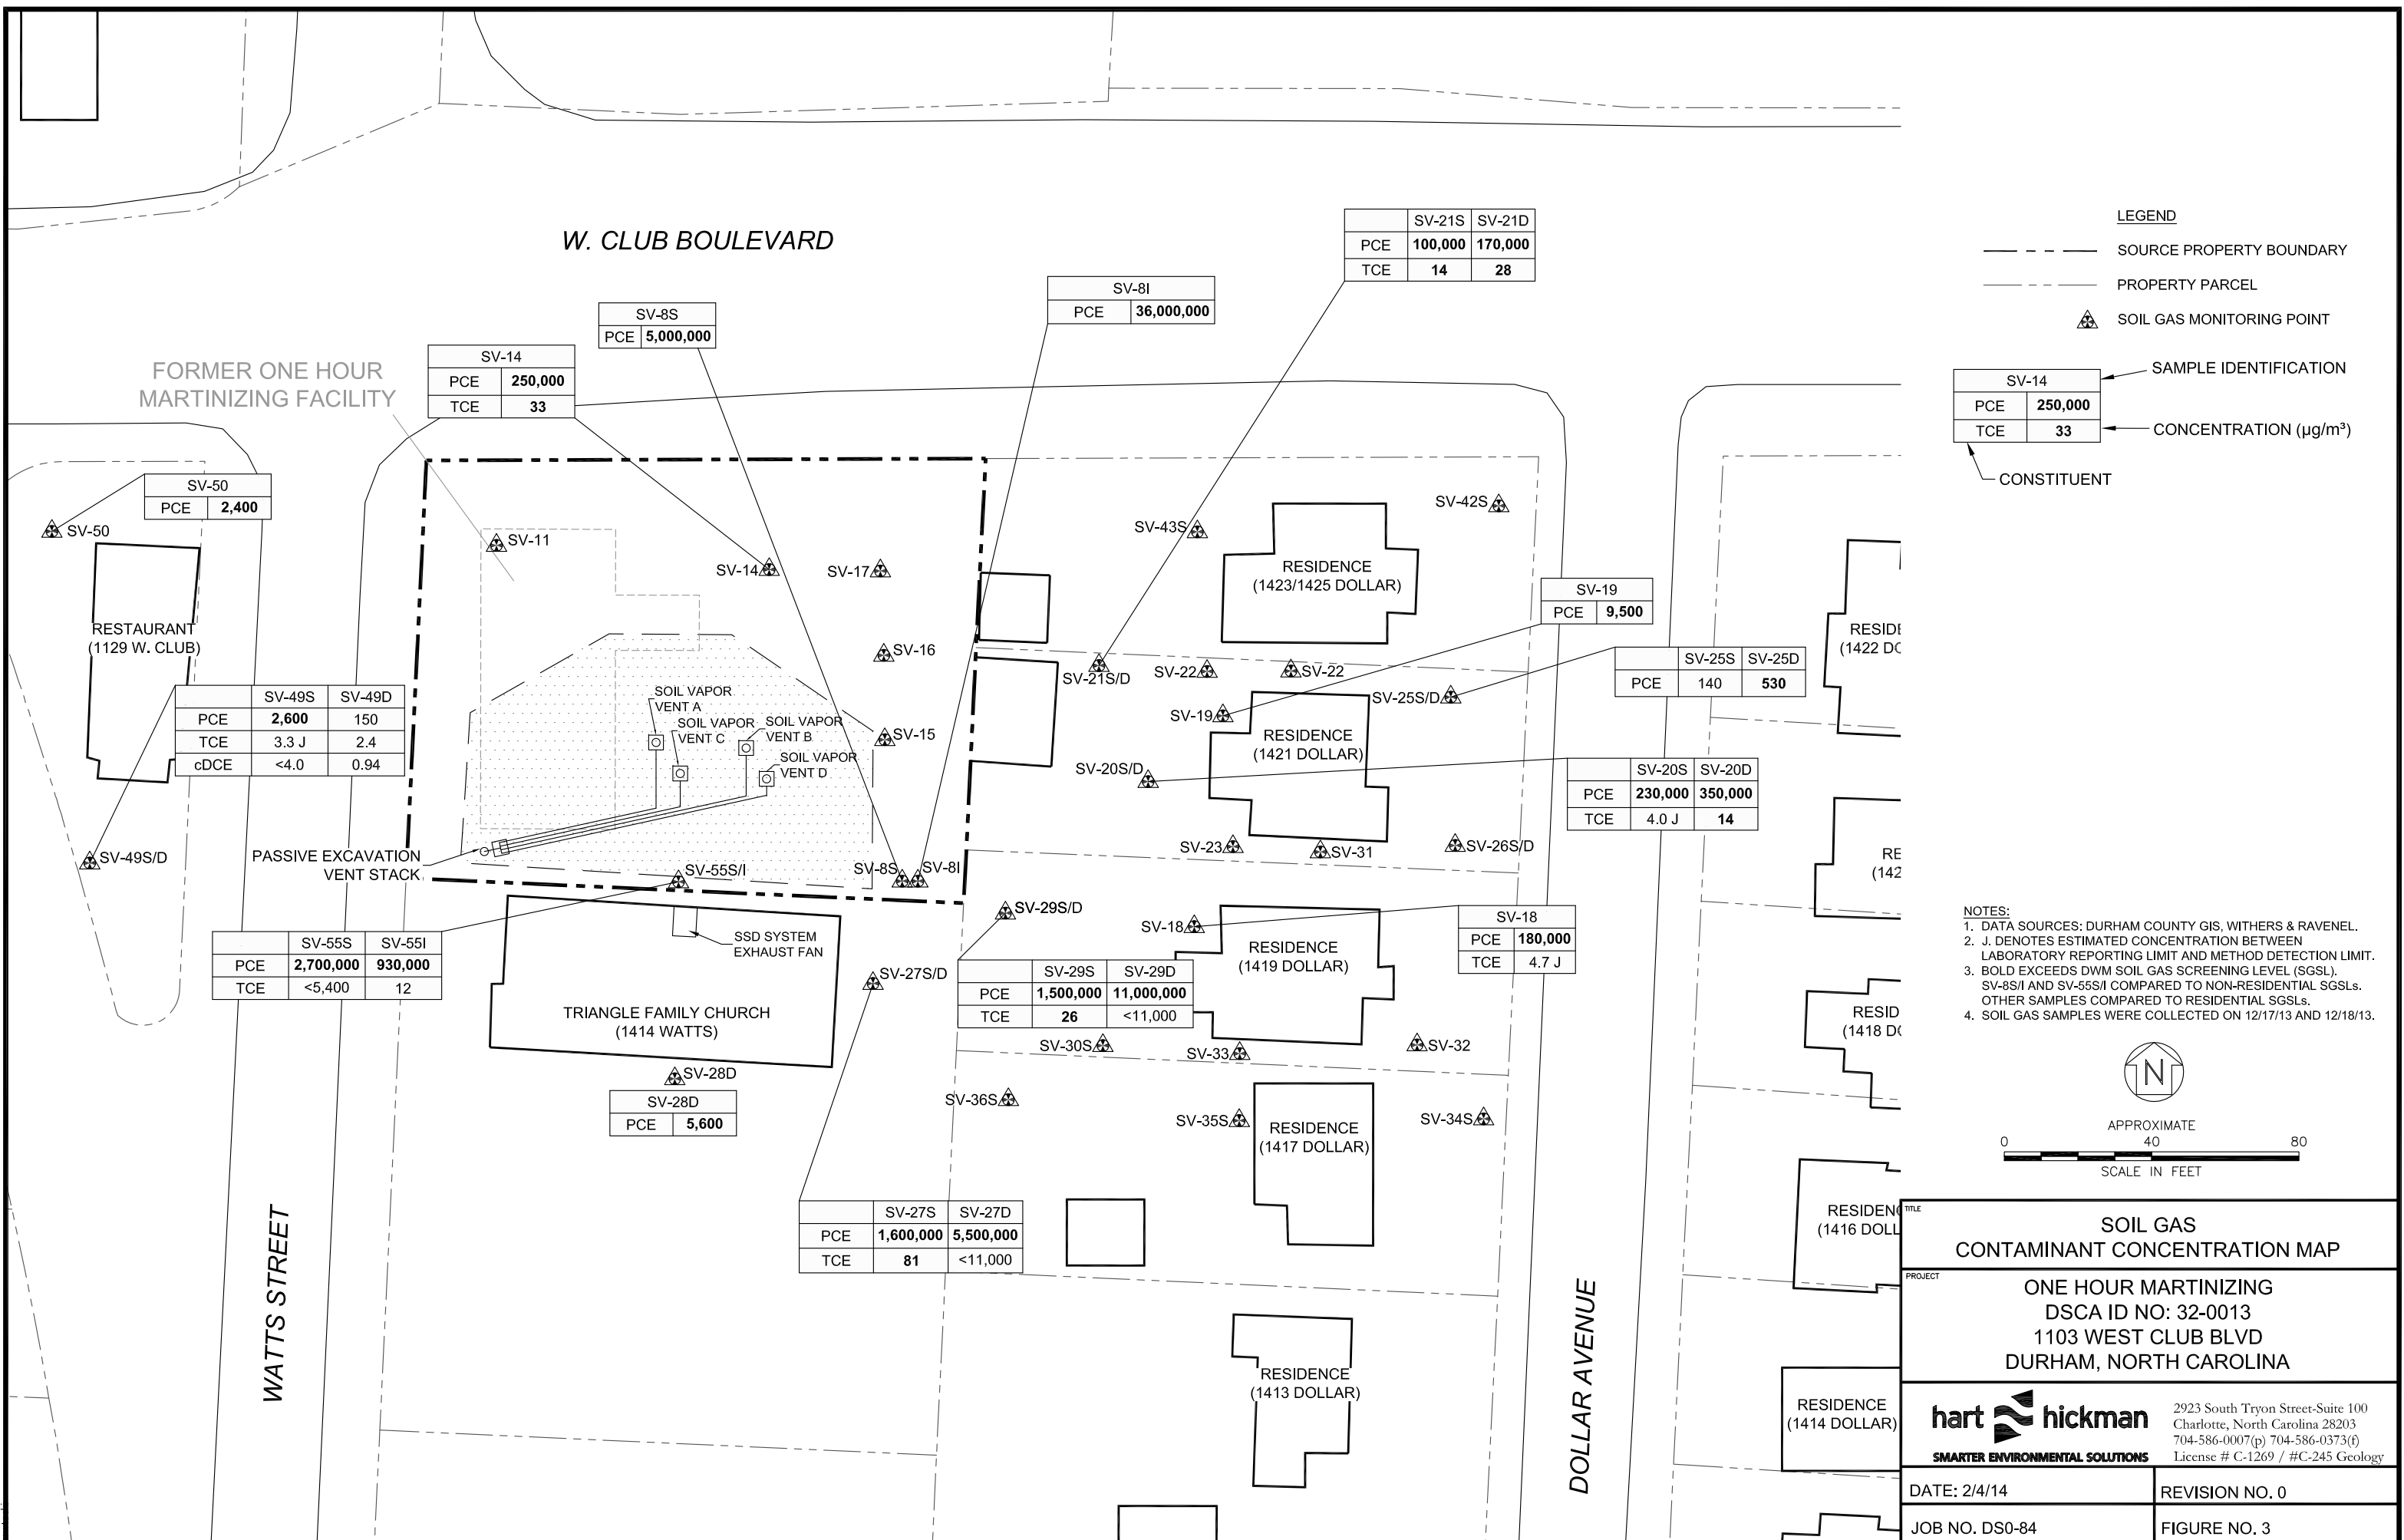 W. CLUB BOULEVARD
FORMER ONE HOUR
MARTINIZING FACILITY
SV-14
PCE 250,000
TCE 33
SV-8S
PCE 5,000,000
SV-8I
PCE 36,000,000
SV-21S SV-21D
PCE 100,000 170,000
TCE 14 28
SV-50
PCE 2,400
SV-50
RESTAURANT
(1129 W. CLUB)
SV-49S SV-49D
PCE 2,600 150
TCE 3.3 J 2.4
cDCE <4.0 0.94
SV-49S/D
SV-11
SV-14
SV-17
SV-16
SV-15
SOIL VAPOR
VENT A
SOIL VAPOR
VENT C
SOIL VAPOR
VENT B
SOIL VAPOR
VENT D
PASSIVE EXCAVATION
VENT STACK
SV-55S/I
SV-8S
SV-8I
SV-55S SV-55I
PCE 2,700,000 930,000
TCE <5,400 12
SSD SYSTEM
EXHAUST FAN
TRIANGLE FAMILY CHURCH
(1414 WATTS)
SV-28D
SV-28D
PCE 5,600
SV-27S/D
SV-27S SV-27D
PCE 1,600,000 5,500,000
TCE 81 <11,000
SV-29S/D
SV-29S SV-29D
PCE 1,500,000 11,000,000
TCE 26 <11,000
SV-43S
SV-42S
RESIDENCE
(1423/1425 DOLLAR)
SV-19
PCE 9,500
SV-21S/D
SV-22
SV-22
SV-25S/D
SV-25S SV-25D
PCE 140 530
SV-19
RESIDENCE
(1421 DOLLAR)
SV-20S/D
SV-20S SV-20D
PCE 230,000 350,000
TCE 4.0 J 14
SV-23
SV-31
SV-26S/D
SV-18
RESIDENCE
(1419 DOLLAR)
SV-18
PCE 180,000
TCE 4.7 J
SV-30S
SV-33
SV-32
SV-36S
SV-35S
SV-34S
RESIDENCE
(1417 DOLLAR)
RESIDENCE
(1413 DOLLAR)
WATTS STREET
DOLLAR AVENUE
RESIDE
(1422 DO
RE
(142
RESID
(1418 DO
RESIDEN
(1416 DOLL
RESIDENCE
(1414 DOLLAR)
LEGEND
SOURCE PROPERTY BOUNDARY
PROPERTY PARCEL
SOIL GAS MONITORING POINT
SAMPLE IDENTIFICATION
SV-14
PCE 250,000
TCE 33
CONCENTRATION (µg/m³)
CONSTITUENT
NOTES:
1. DATA SOURCES: DURHAM COUNTY GIS, WITHERS & RAVENEL.
2. J. DENOTES ESTIMATED CONCENTRATION BETWEEN
LABORATORY REPORTING LIMIT AND METHOD DETECTION LIMIT.
3. BOLD EXCEEDS DWM SOIL GAS SCREENING LEVEL (SGSL).
SV-8S/I AND SV-55S/I COMPARED TO NON-RESIDENTIAL SGSLs.
OTHER SAMPLES COMPARED TO RESIDENTIAL SGSLs.
4. SOIL GAS SAMPLES WERE COLLECTED ON 12/17/13 AND 12/18/13.
N
APPROXIMATE
0 40 80
SCALE IN FEET
TITLE
SOIL GAS
CONTAMINANT CONCENTRATION MAP
PROJECT
ONE HOUR MARTINIZING
DSCA ID NO: 32-0013
1103 WEST CLUB BLVD
DURHAM, NORTH CAROLINA
hart hickman
SMARTER ENVIRONMENTAL SOLUTIONS
2923 South Tryon Street-Suite 100
Charlotte, North Carolina 28203
704-586-0007(p) 704-586-0373(f)
License # C-1269 / #C-245 Geology
DATE: 2/4/14
REVISION NO. 0
JOB NO. DS0-84
FIGURE NO. 3